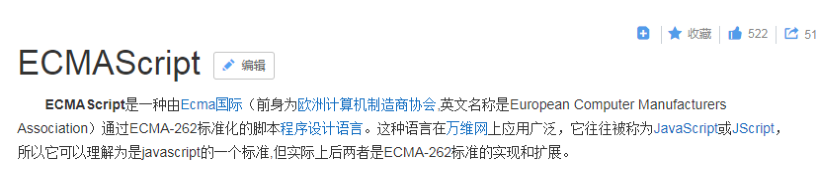 收藏 522 51
ECMAScript 编辑
ECMAScript是一种由Ecma国际（前身为欧洲计算机制造商协会,英文名称是European Computer Manufacturers
Association）通过ECMA-262标准化的脚本程序设计语言。这种语言在万维网上应用广泛，它往往被称为JavaScript或JScript，
所以它可以理解为是javascript的一个标准,但实际上后两者是ECMA-262标准的实现和扩展。